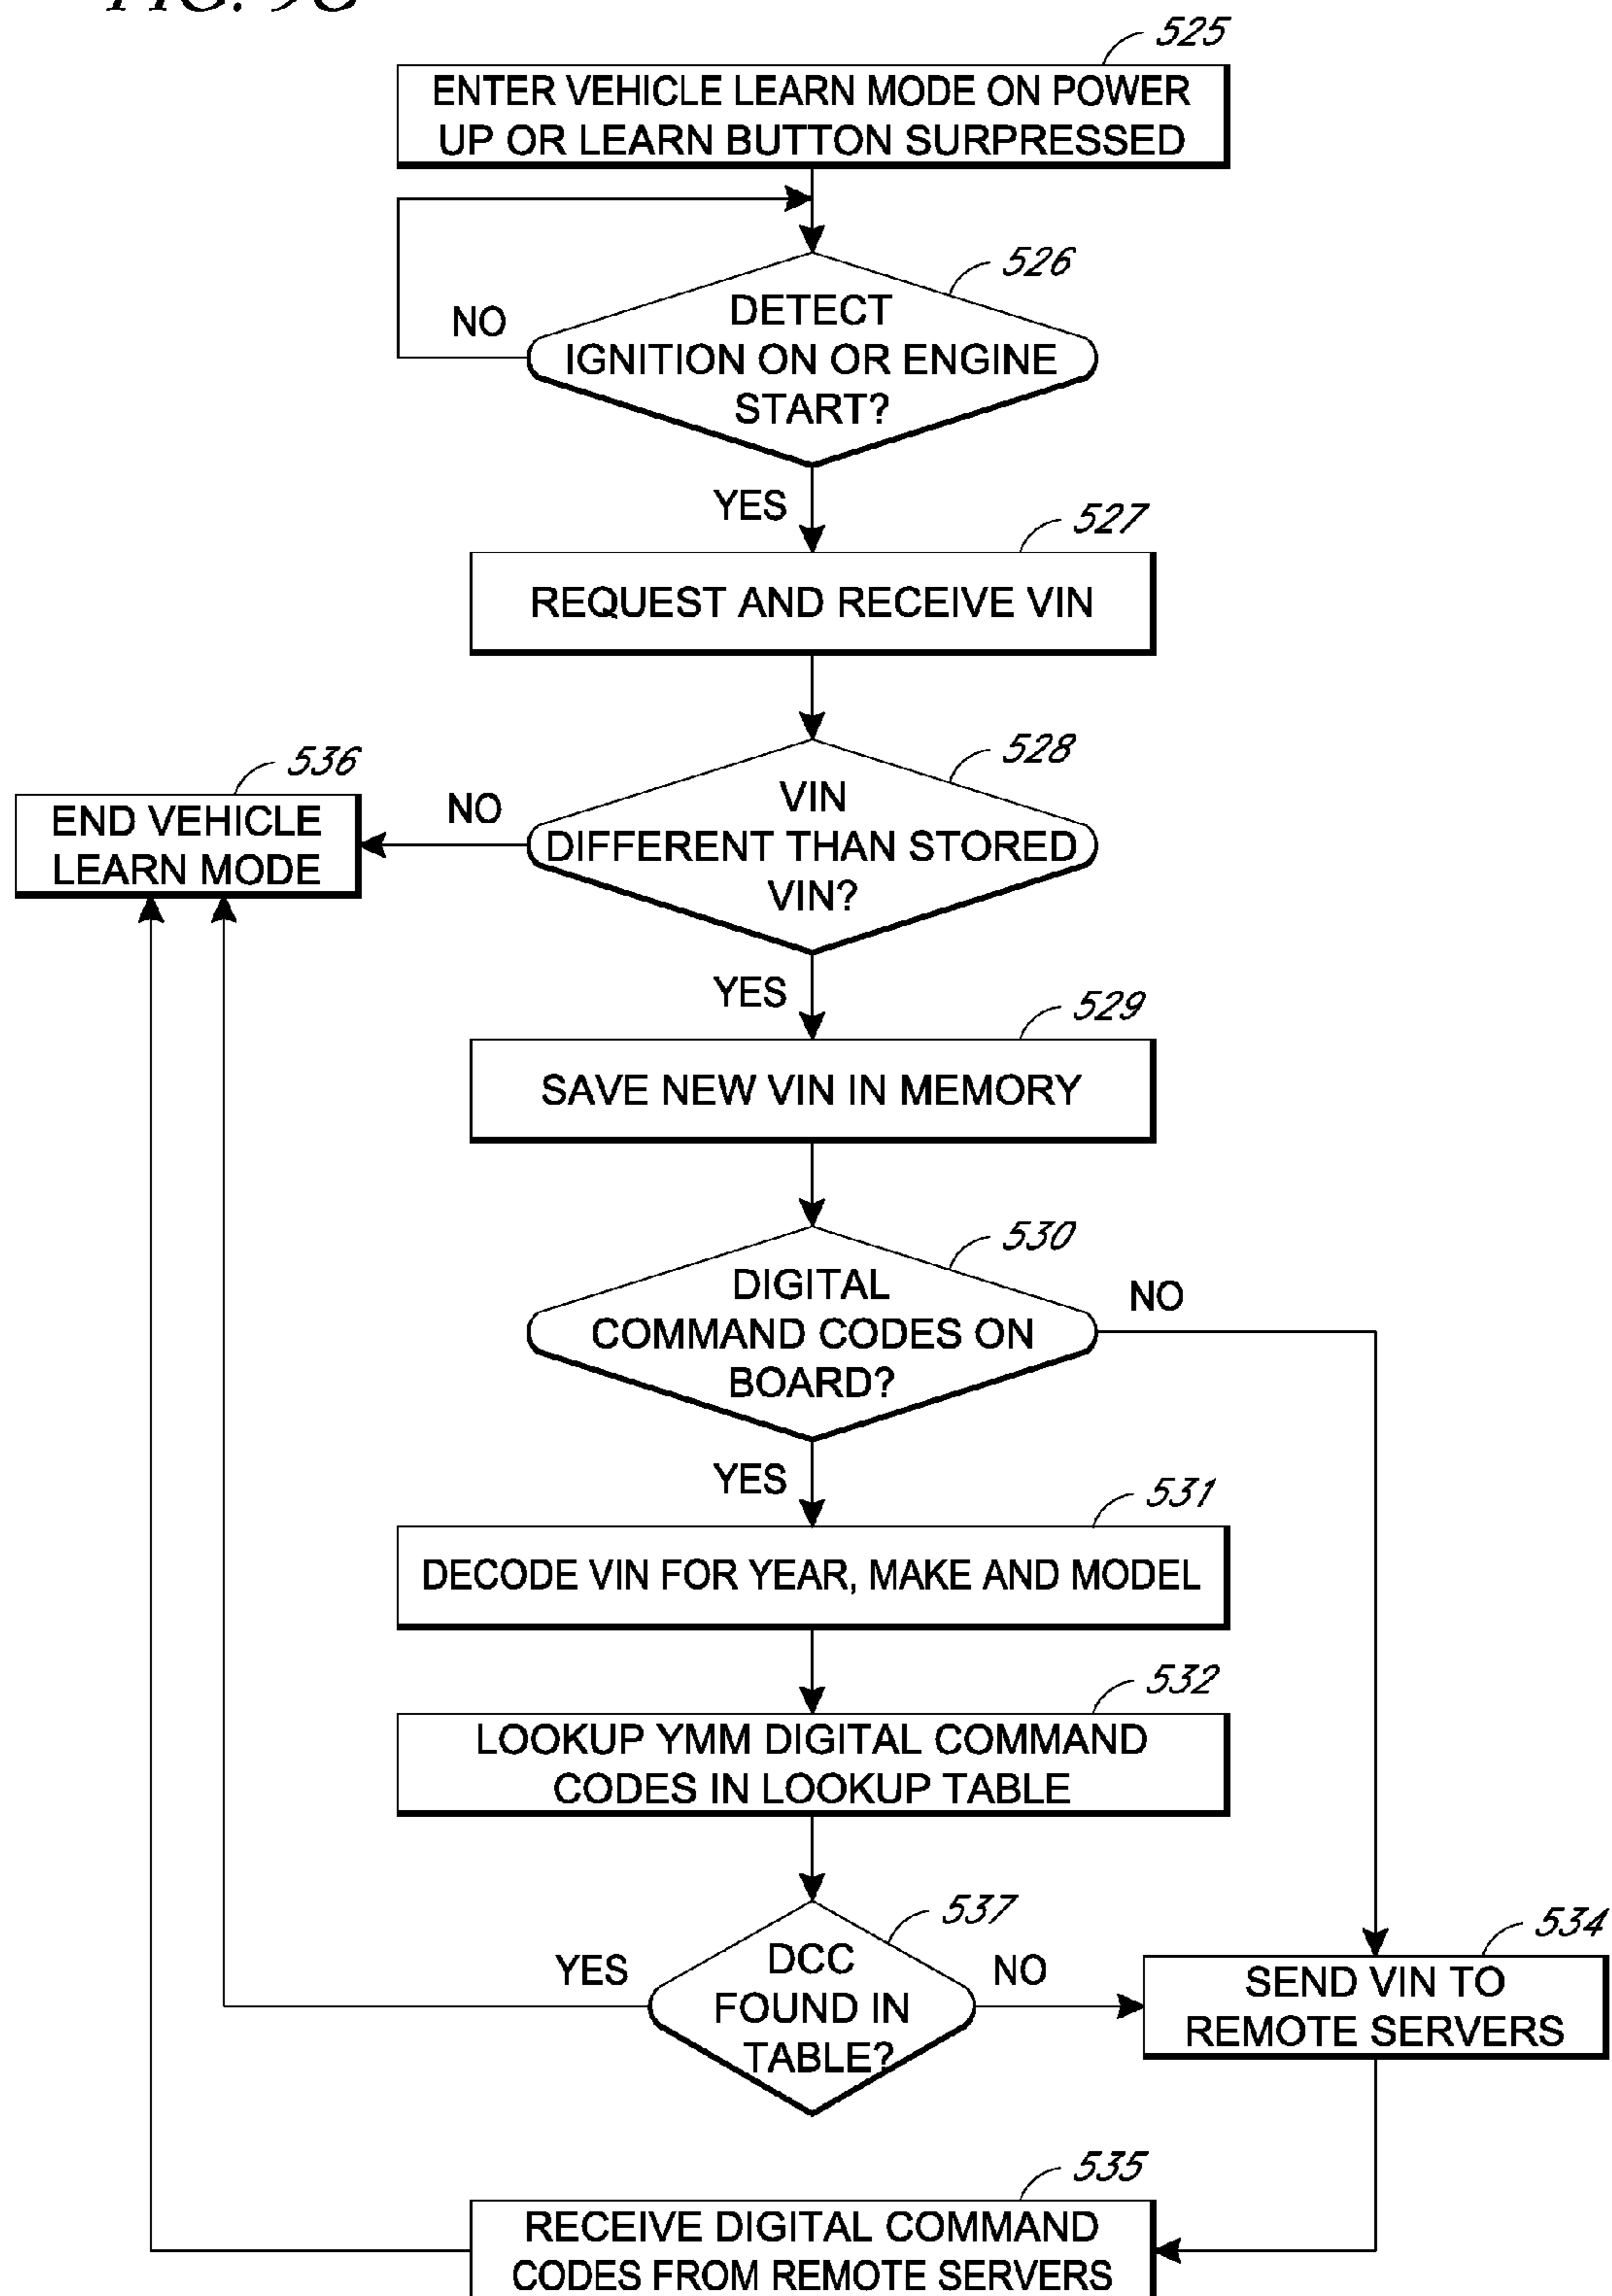 525
ENTER VEHICLE LEARN MODE ON POWER
UP OR LEARN BUTTON SURPRESSED
526
NO
DETECT
IGNITION ON OR ENGINE
START?
YES
527
REQUEST AND RECEIVE VIN
536
528
END VEHICLE
LEARN MODE
NO
VIN
DIFFERENT THAN STORED
VIN?
YES
529
SAVE NEW VIN IN MEMORY
530
DIGITAL
COMMAND CODES ON
BOARD?
NO
YES
531
DECODE VIN FOR YEAR, MAKE AND MODEL
532
LOOKUP YMM DIGITAL COMMAND
CODES IN LOOKUP TABLE
537
534
YES
DCC
FOUND IN
TABLE?
NO
SEND VIN TO
REMOTE SERVERS
535
RECEIVE DIGITAL COMMAND
CODES FROM REMOTE SERVERS